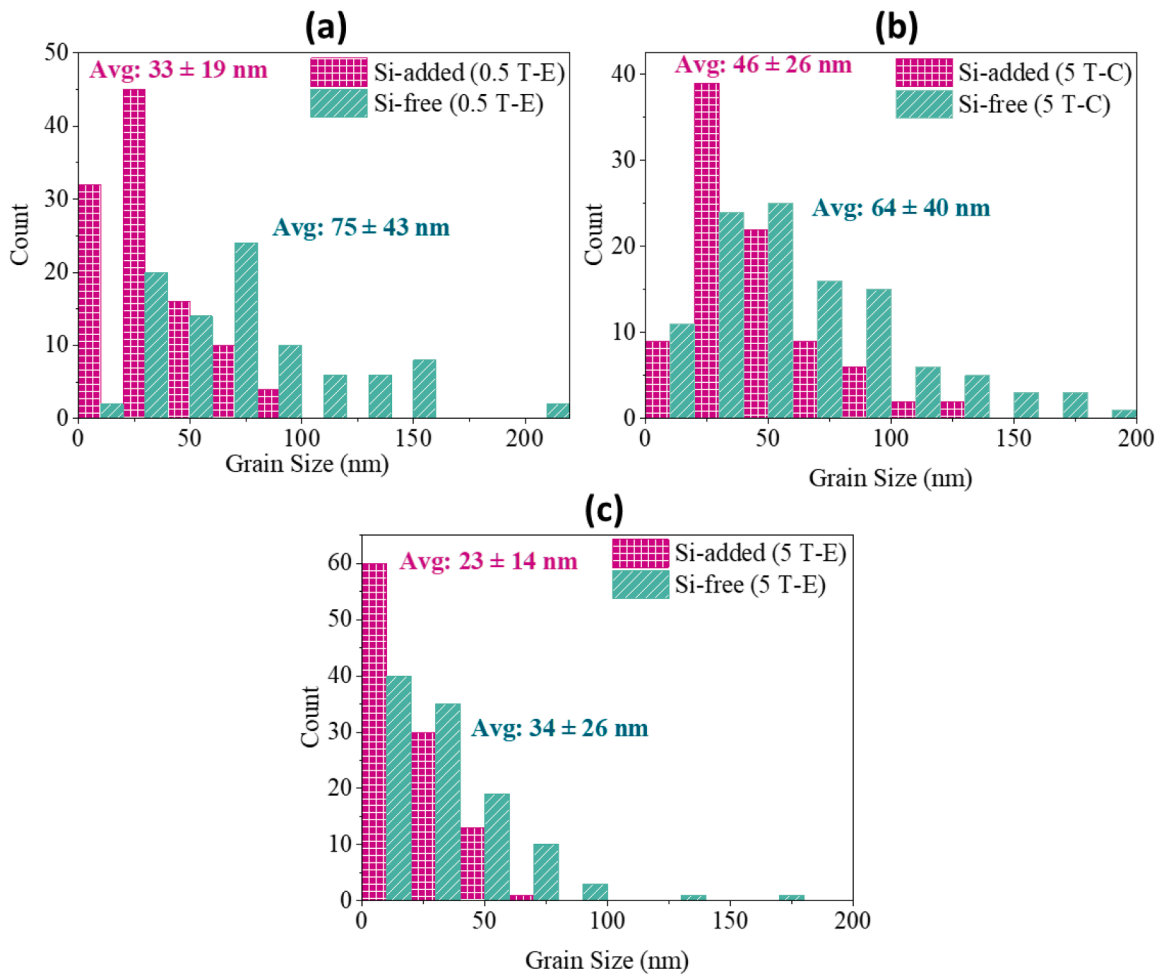 (a)
50
40
30
20
10
0
Count
Avg: 33 ± 19 nm
Si-added (0.5 T-E)
Si-free (0.5 T-E)
Avg: 75 ± 43 nm
0 50 100 150 200
Grain Size (nm)
(b)
40
30
20
10
0
Count
Avg: 46 ± 26 nm
Si-added (5 T-C)
Si-free (5 T-C)
Avg: 64 ± 40 nm
0 50 100 150 200
Grain Size (nm)
(c)
60
50
40
30
20
10
0
Count
Avg: 23 ± 14 nm
Si-added (5 T-E)
Si-free (5 T-E)
Avg: 34 ± 26 nm
0 50 100 150 200
Grain Size (nm)